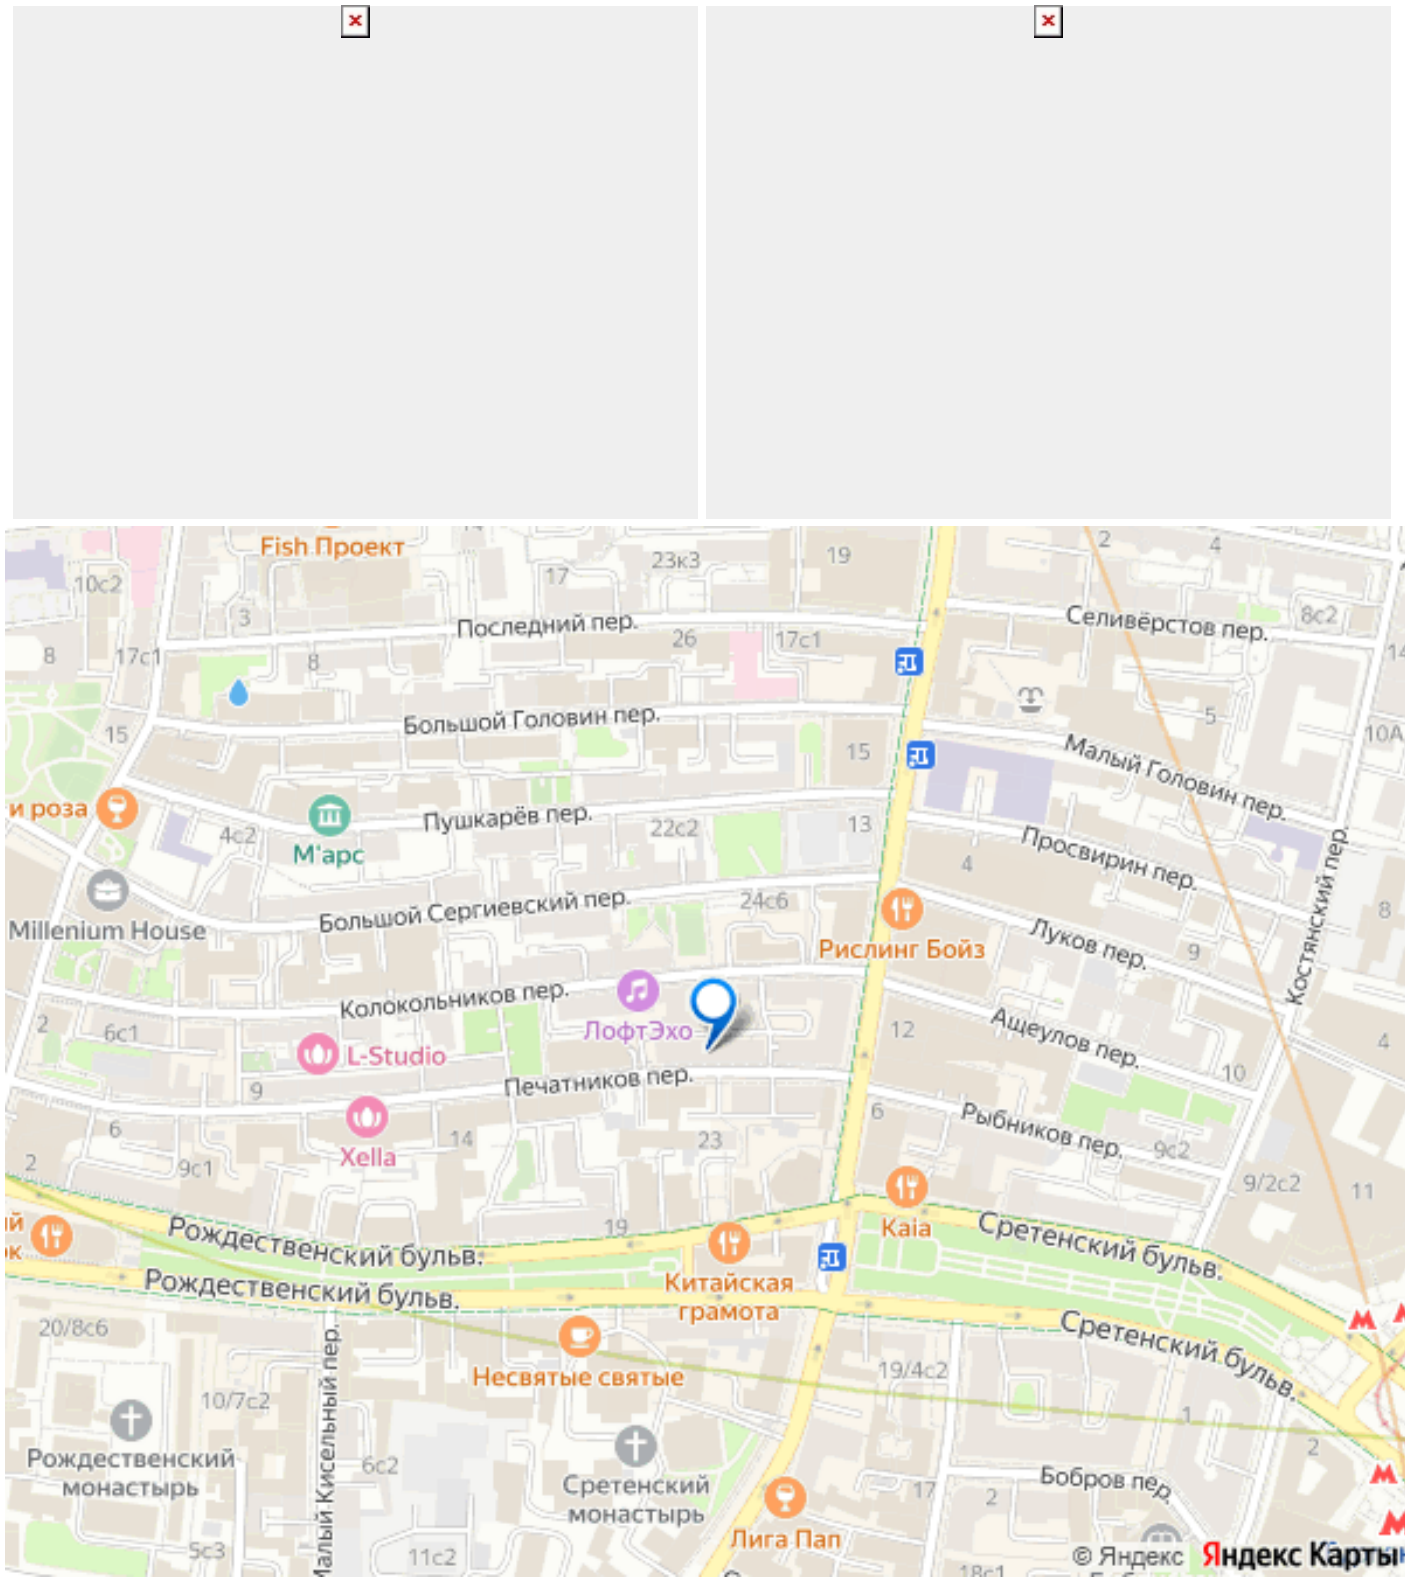 Fish Проект
14
23к3
19
2
4
10с2
17
3
Последний пер.
26
17с1
Селивёрстов пер.
8с2
8
17с1
8
14
Большой Головин пер.
5
15
15
10А
Малый Головин пер.
и роза
4с2
М'арс
Пушкарёв пер.
22с2
13
4
Просвирин пер.
Костянский пер.
Millenium House
Большой Сергиевский пер.
24с6
Рислинг Бойз
Луков пер.
9
8
Колокольников пер.
ЛофтЭхо
2
6с1
L-Studio
12
Ащеулов пер.
4
9
Печатников пер.
10
6
Xella
14
23
6
Рыбников пер.
9с2
2
9с1
9/2с2
11
19
Kaia
Рождественский бульв.
Сретенский бульв.
Рождественский бульв.
Китайская
грамота
Сретенский бульв.
20/8с6
Малый Кисельный пер.
Несвятые святые
19/4с2
10/7с2
1
2
Рождественский
монастырь
6с2
Сретенский
монастырь
17
2
Бобров пер.
Лига Пап
5с3
11с2
18с1
© Яндекс Яндекс Карты